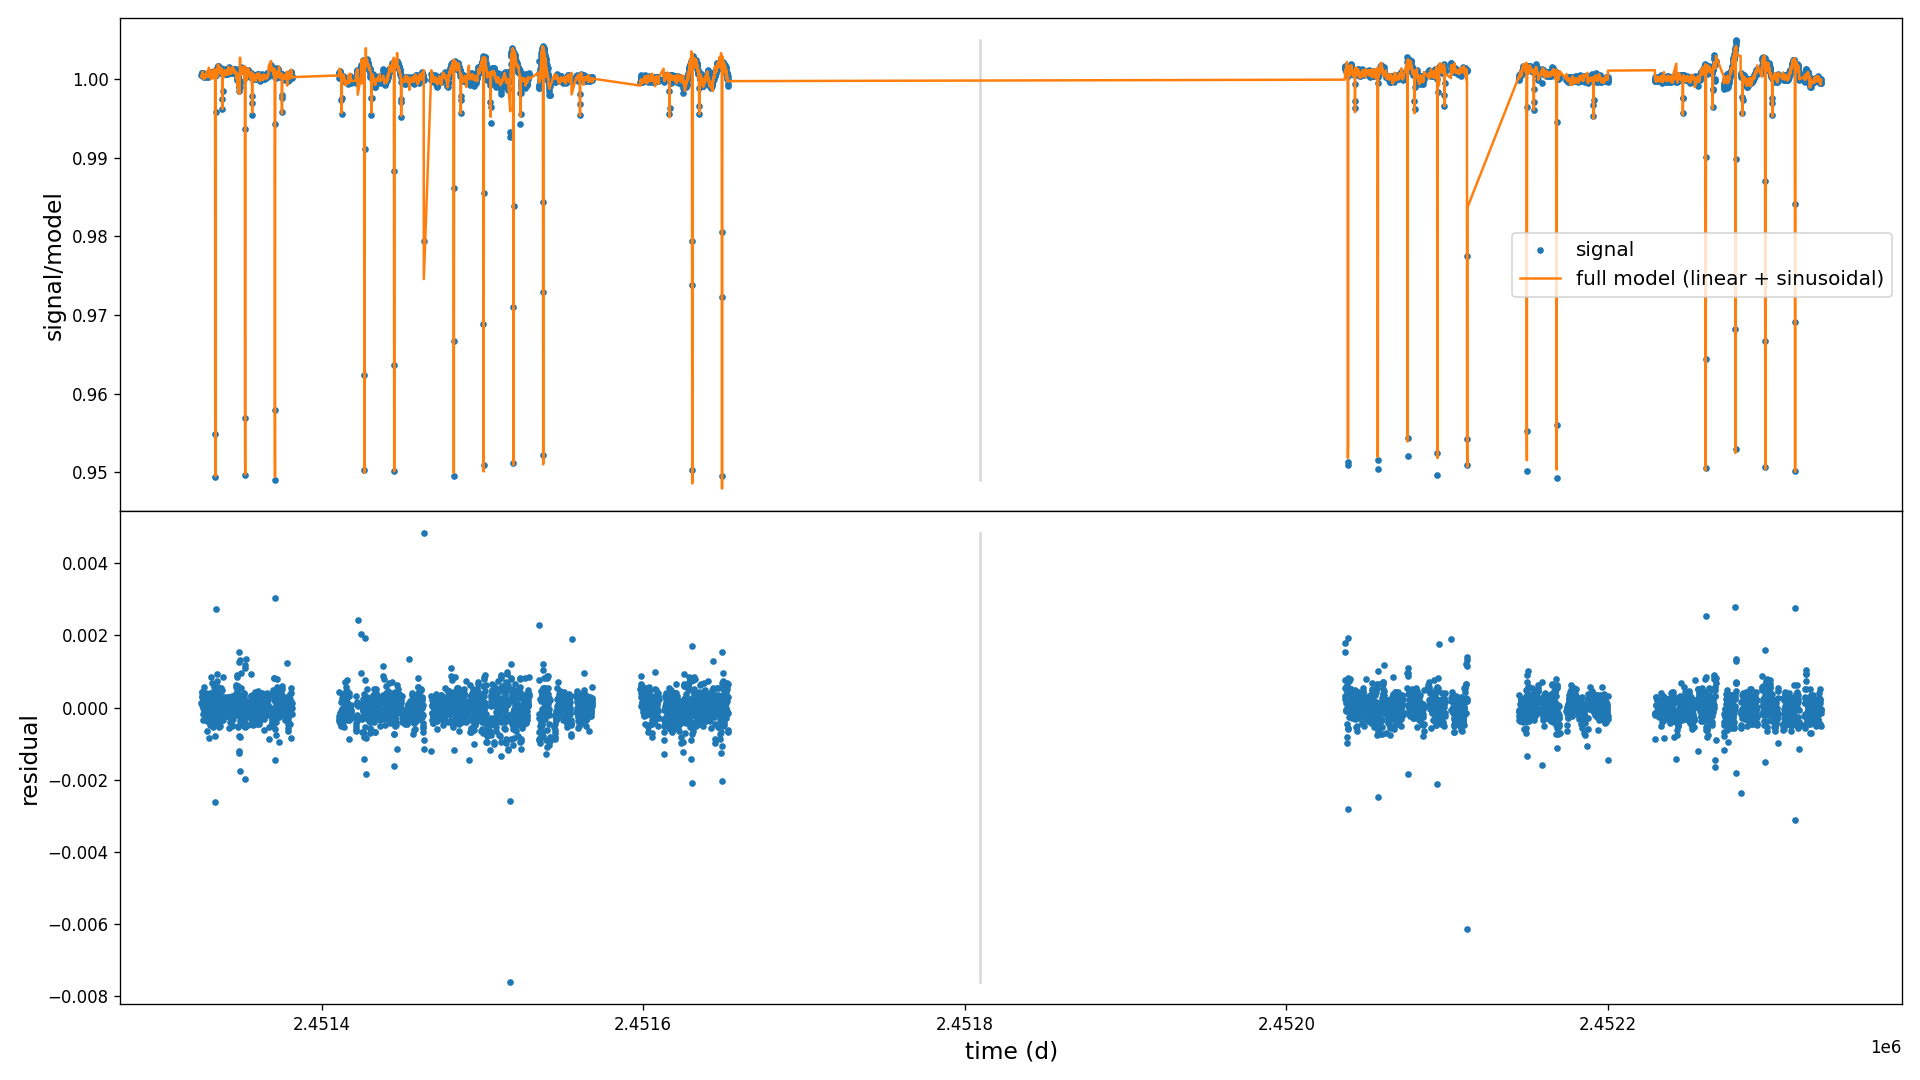 signal/model
1.00
0.99
0.98
0.97
0.96
0.95
signal
full model (linear + sinusoidal)
residual
0.004
0.002
0.000
−0.002
−0.004
−0.006
−0.008
2.4514 2.4516 2.4518 2.4520 2.4522
time (d)
1e6